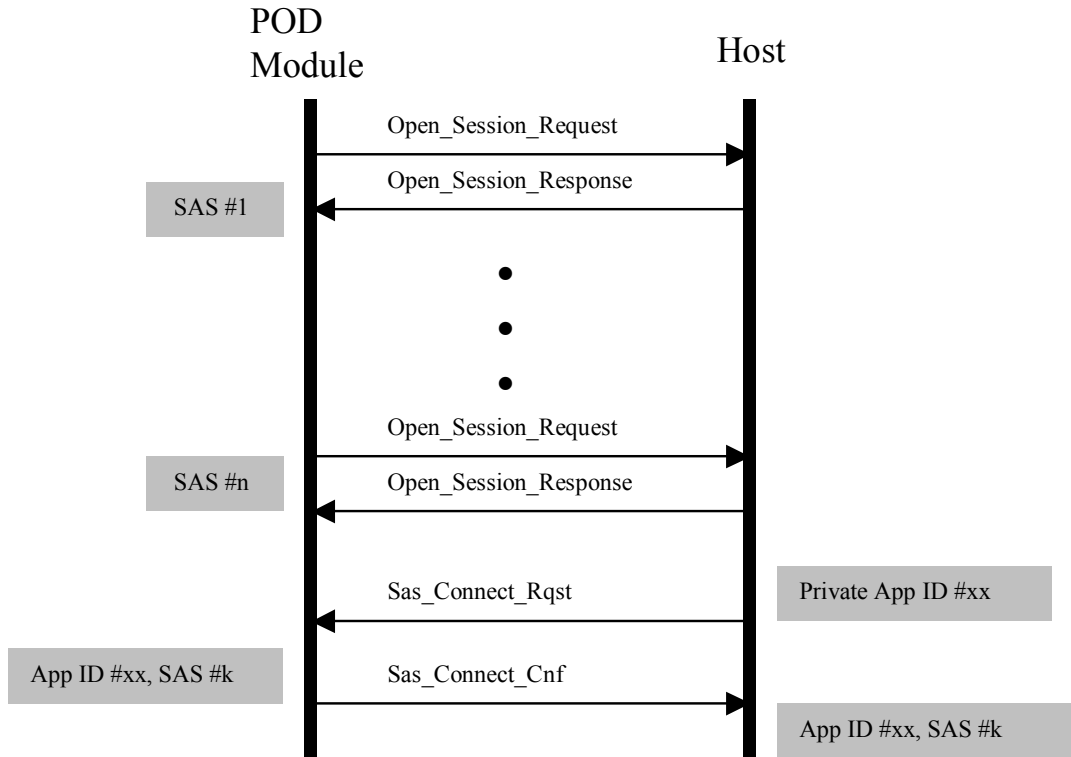 POD
Module
Host
Open_Session_Request
Open_Session_Response
SAS #1
Open_Session_Request
SAS #n
Open_Session_Response
Sas_Connect_Rqst
Private App ID #xx
App ID #xx, SAS #k
Sas_Connect_Cnf
App ID #xx, SAS #k